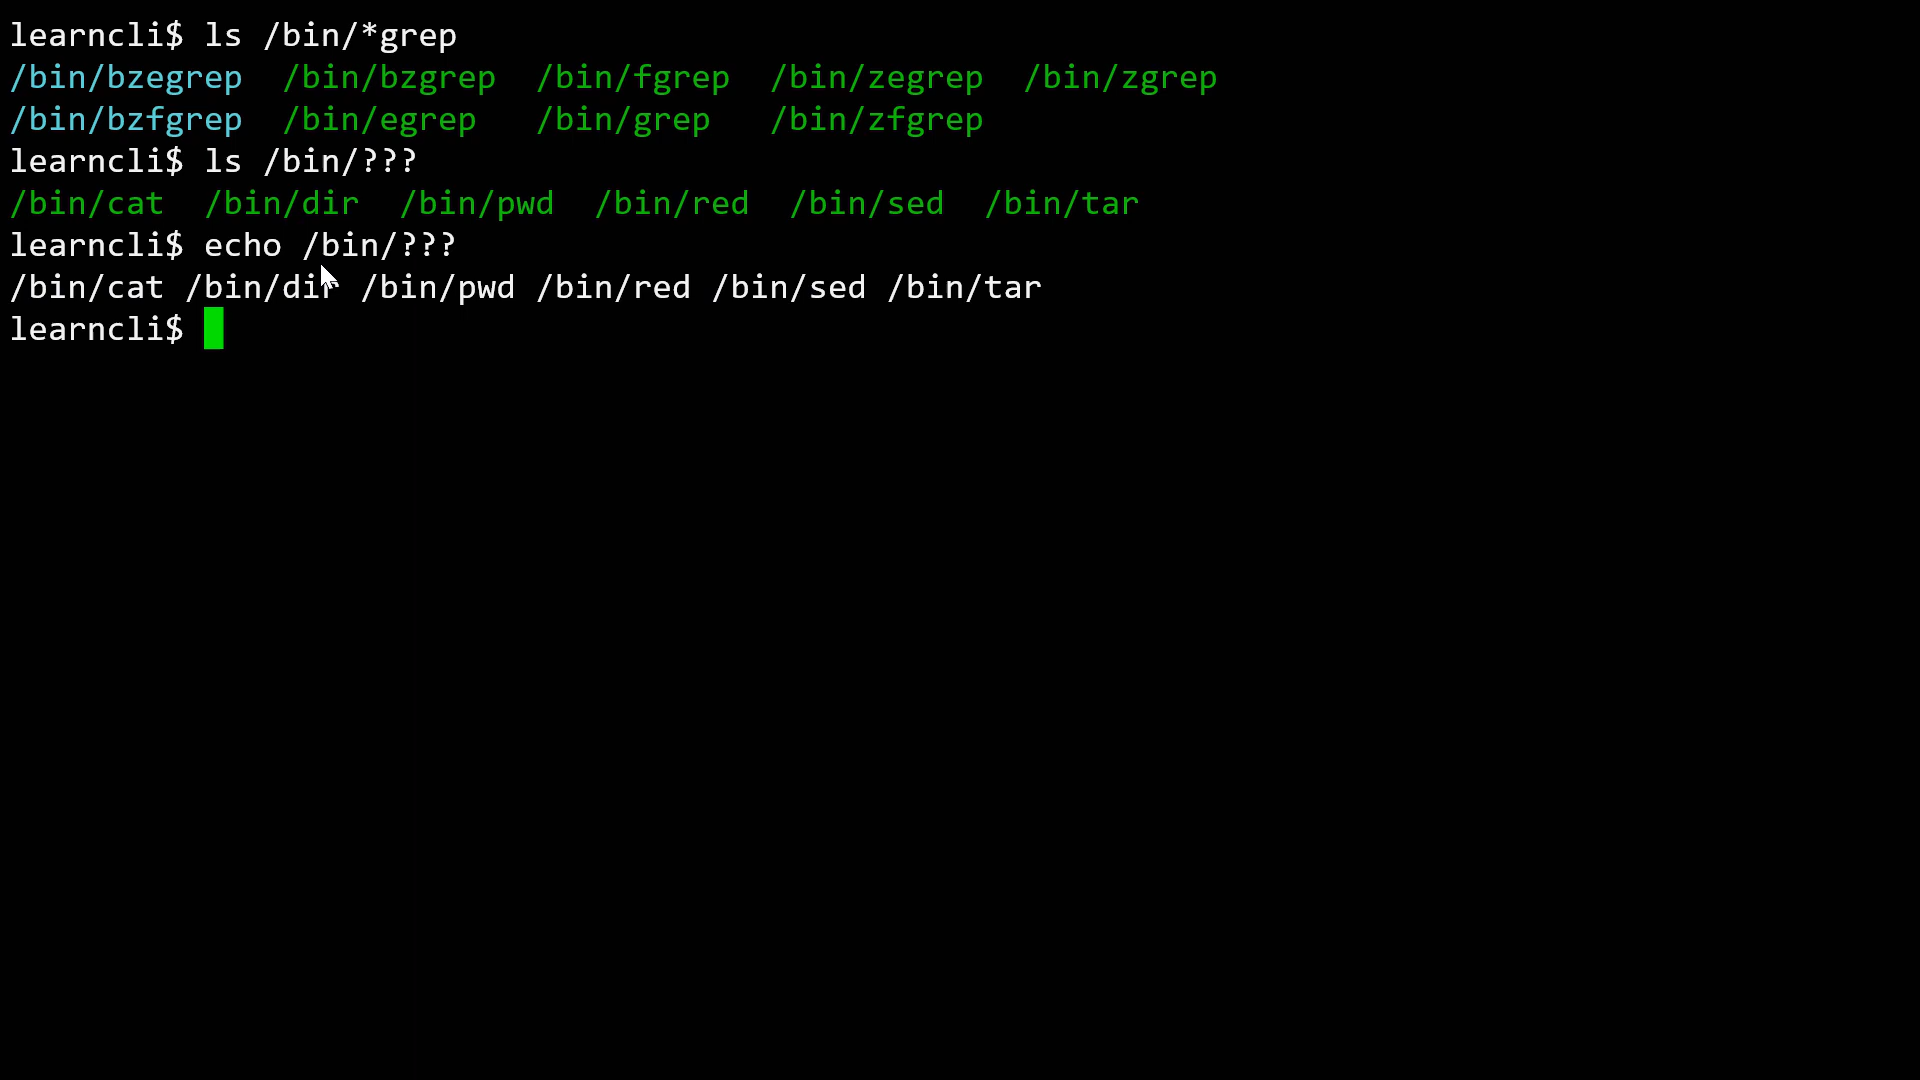 learncli$ ls /bin/*grep
/bin/bzegrep  /bin/bzgrep  /bin/fgrep  /bin/zegrep  /bin/zgrep
/bin/bzfgrep  /bin/egrep   /bin/grep   /bin/zfgrep
learncli$ ls /bin/???
/bin/cat  /bin/dir  /bin/pwd  /bin/red  /bin/sed  /bin/tar
learncli$ echo /bin/???
/bin/cat /bin/dir /bin/pwd /bin/red /bin/sed /bin/tar
learncli$